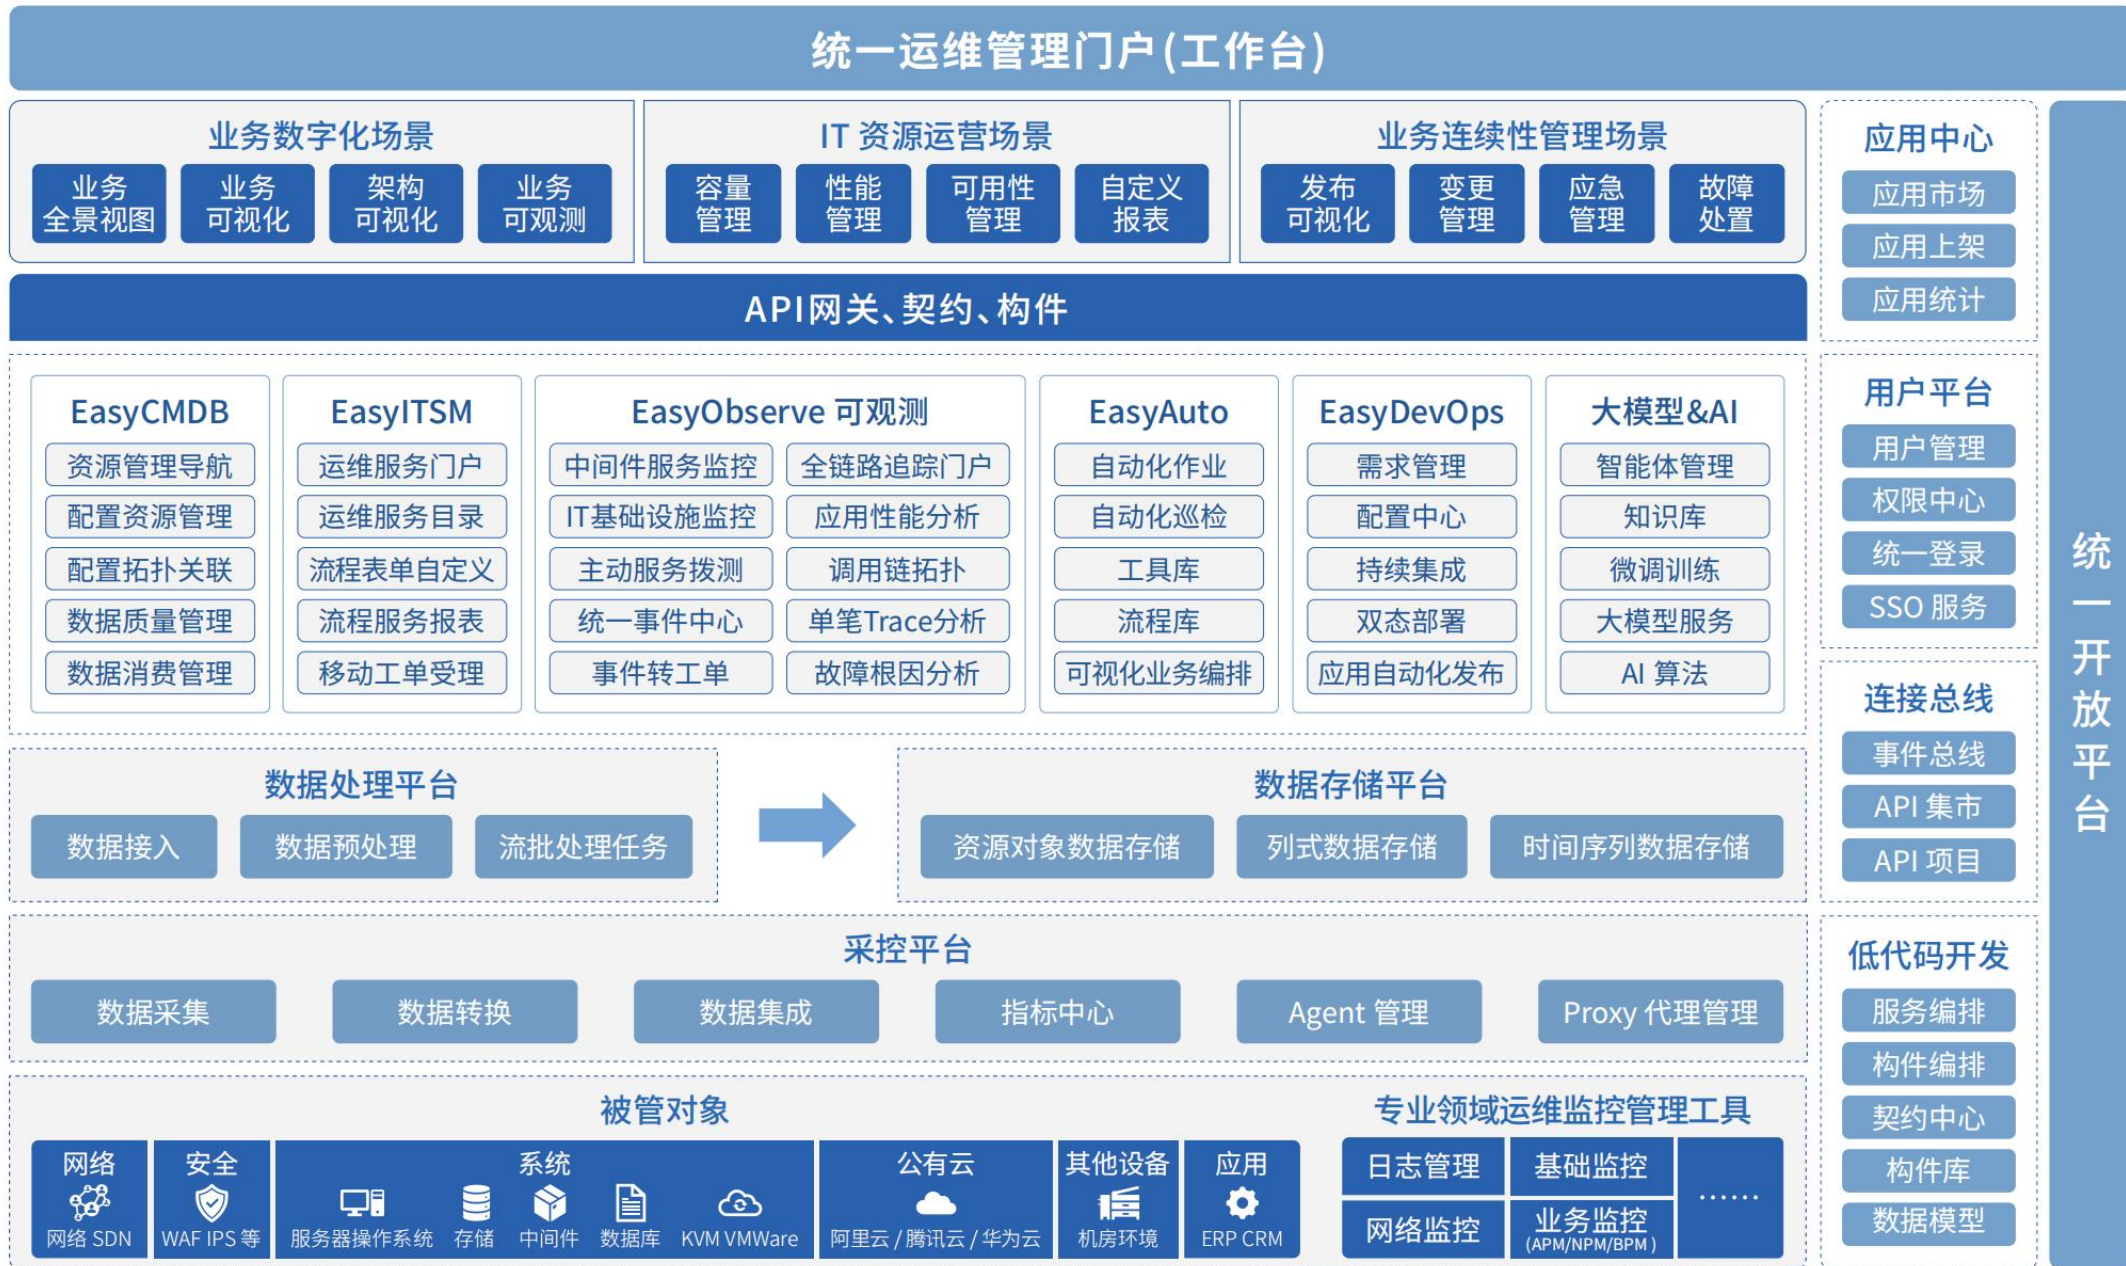 统一运维管理门户(工作台)
业务数字化场景
业务
全景视图
业务
可视化
架构
可视化
业务
可观测
IT 资源运营场景
容量
管理
性能
管理
可用性
管理
自定义
报表
业务连续性管理场景
发布
可视化
变更
管理
应急
管理
故障
处置
API网关、契约、构件
EasyCMDB
资源管理导航
配置资源管理
配置拓扑关联
数据质量管理
数据消费管理
EasyITSM
运维服务门户
运维服务目录
流程表单自定义
流程服务报表
移动工单受理
EasyObserve 可观测
中间件服务监控
全链路追踪门户
IT基础设施监控
应用性能分析
主动服务拨测
调用链拓扑
统一事件中心
单笔Trace分析
事件转工单
故障根因分析
EasyAuto
自动化作业
自动化巡检
工具库
流程库
可视化业务编排
EasyDevOps
需求管理
配置中心
持续集成
双态部署
应用自动化发布
大模型&AI
智能体管理
知识库
微调训练
大模型服务
AI 算法
数据处理平台
数据接入
数据预处理
流批处理任务
数据存储平台
资源对象数据存储
列式数据存储
时间序列数据存储
采控平台
数据采集
数据转换
数据集成
指标中心
Agent 管理
Proxy 代理管理
被管对象
网络
网络 SDN
安全
WAF IPS 等
系统
服务器操作系统
存储
中间件
数据库
KVM VMWare
公有云
阿里云 / 腾讯云 / 华为云
其他设备
机房环境
应用
ERP CRM
专业领域运维监控管理工具
日志管理
基础监控
网络监控
业务监控
(APM/NPM/BPM )
……
应用中心
应用市场
应用上架
应用统计
用户平台
用户管理
权限中心
统一登录
SSO 服务
连接总线
事件总线
API 集市
API 项目
低代码开发
服务编排
构件编排
契约中心
构件库
数据模型
统一开放平台